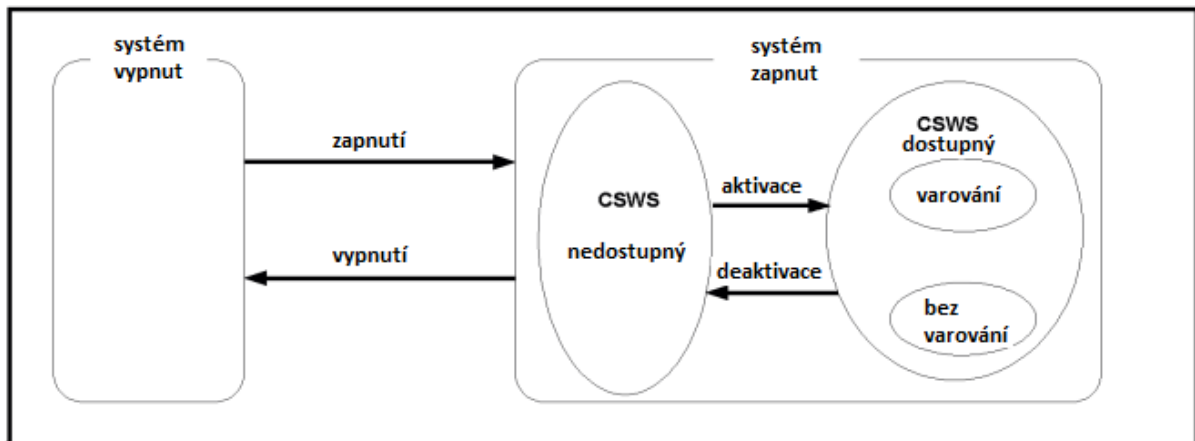 systém
vypnut
systém
zapnut
zapnutí
vypnutí
CSWS
nedostupný
aktivace
deaktivace
CSWS
dostupný
varování
bez
varování